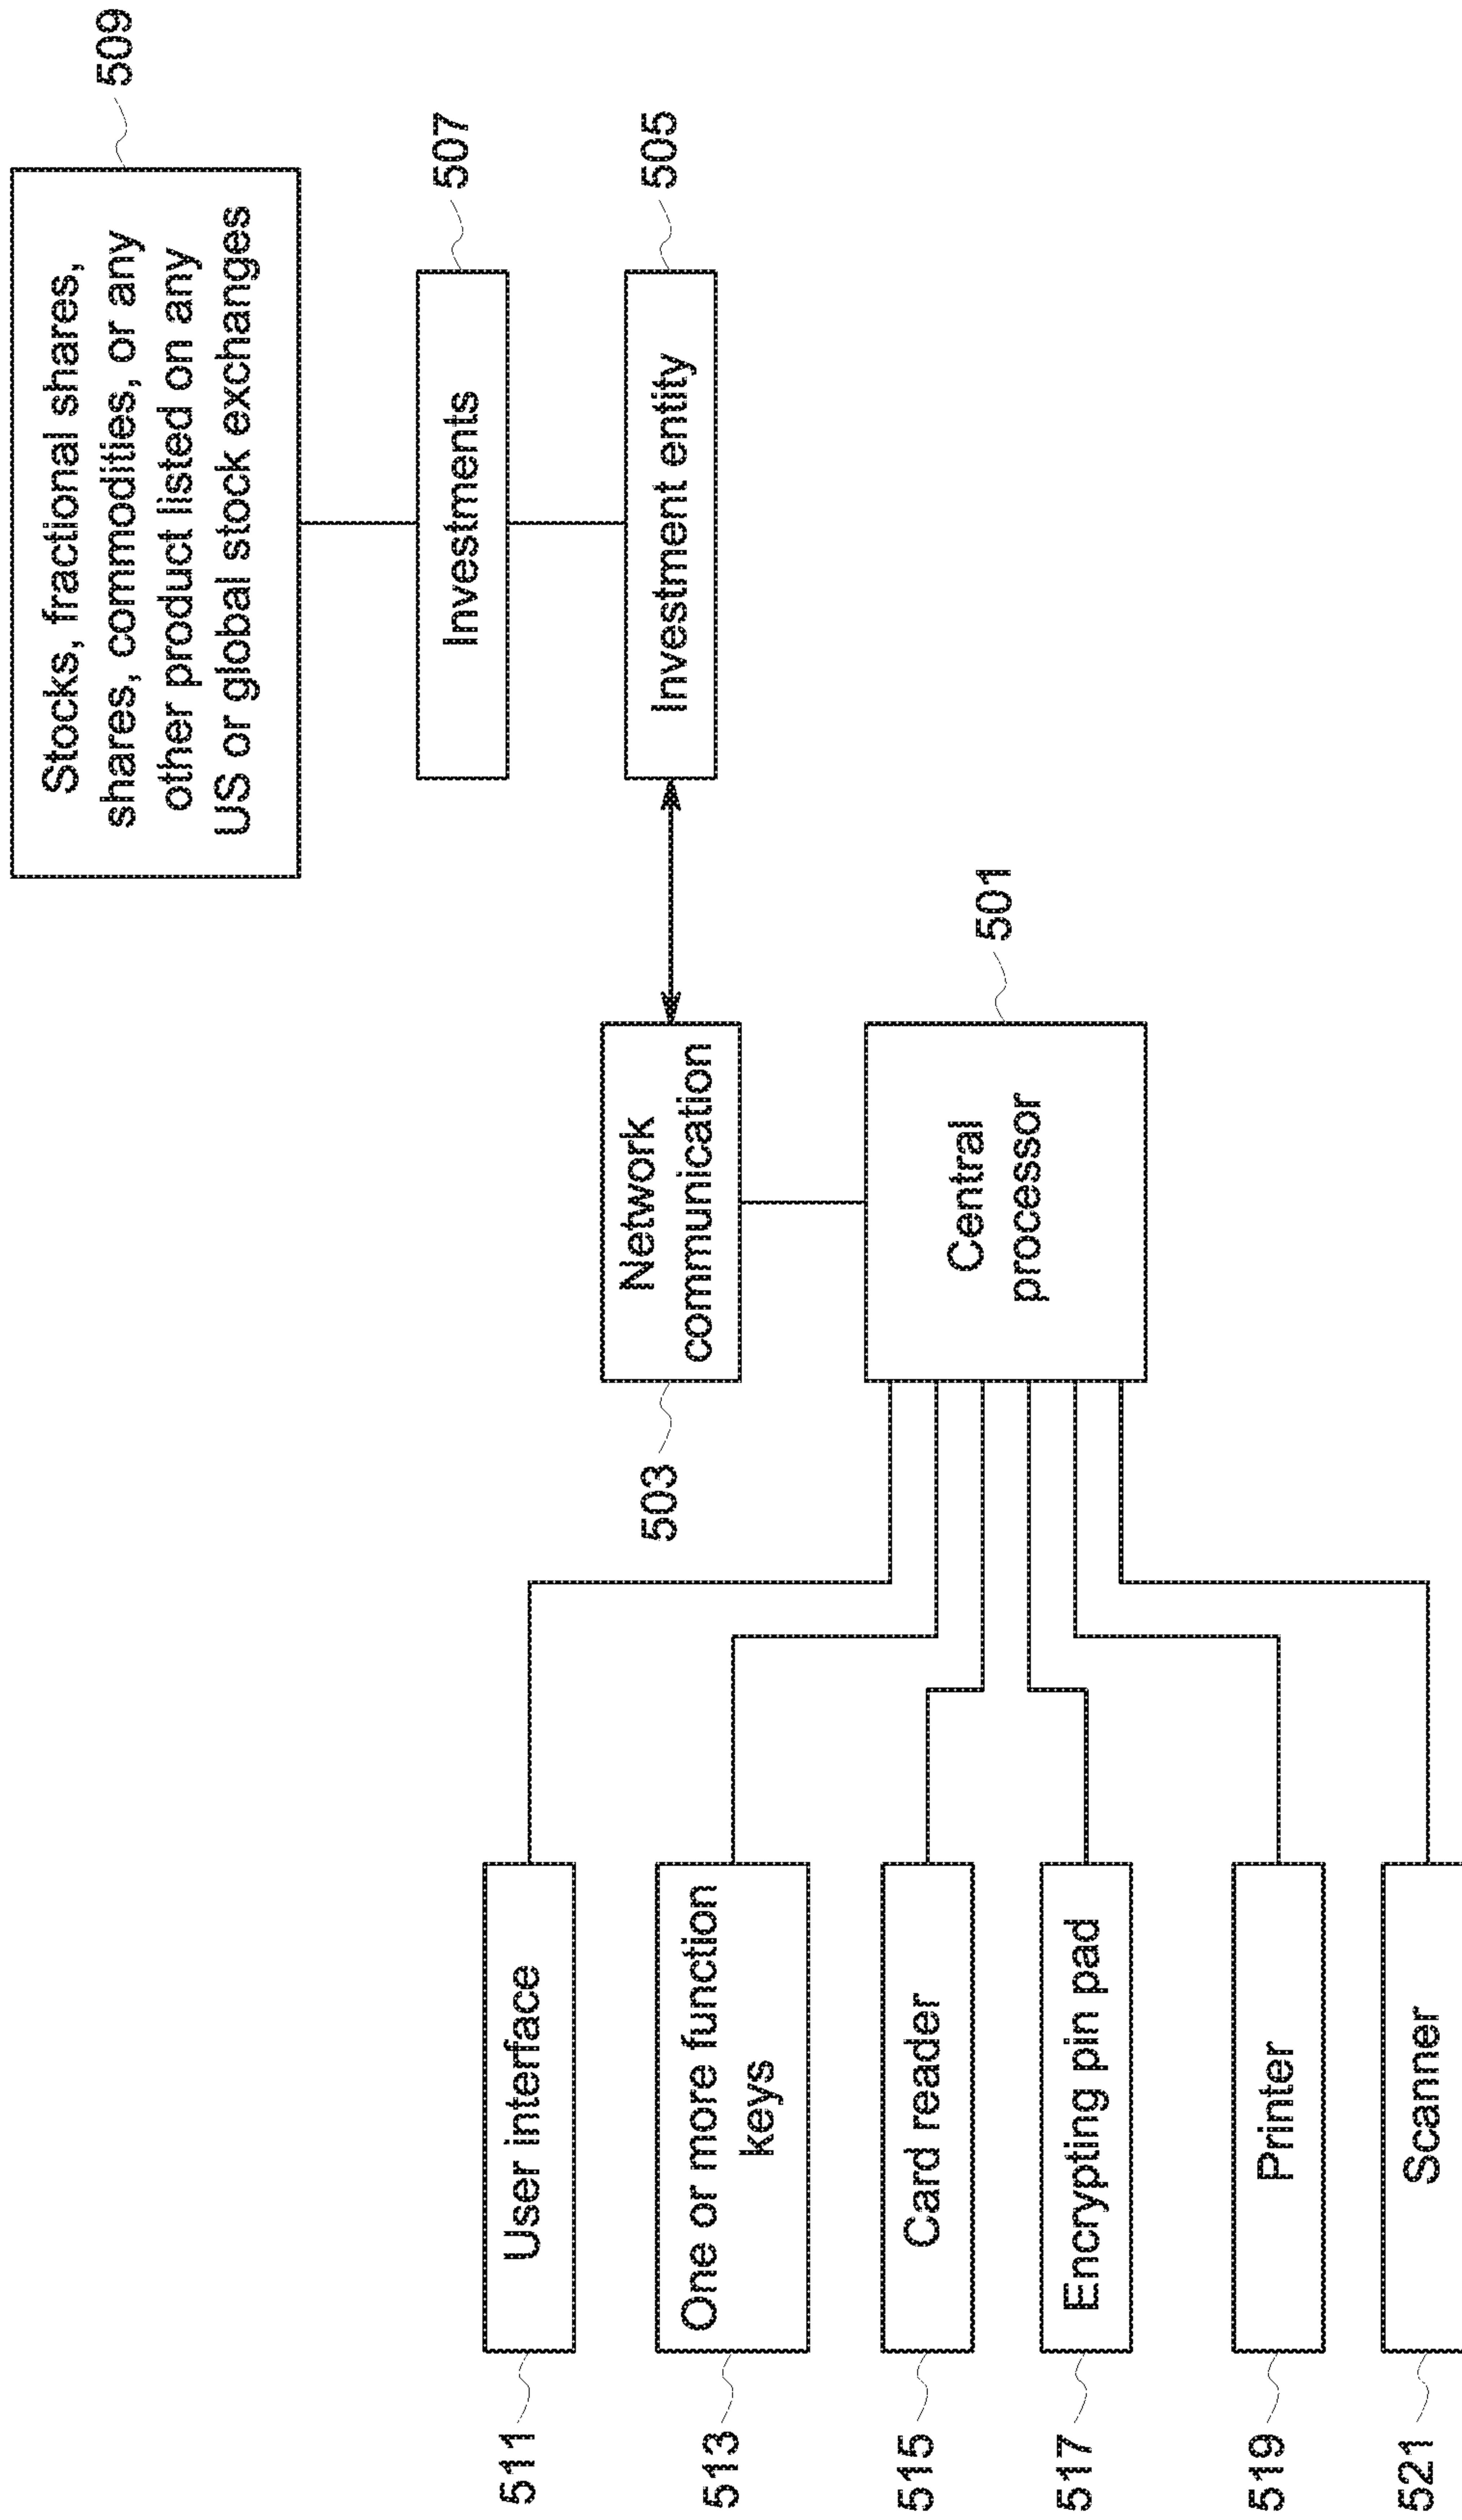 509
Stocks, fractional shares,
shares, commodities, or any
other product listed on any
US or global stock exchanges
507
Investments
505
Investment entity
Network
communication
503
501
Central
processor
511
User interface
513
One or more function
keys
515
Card reader
517
Encrypting pin pad
519
Printer
521
Scanner